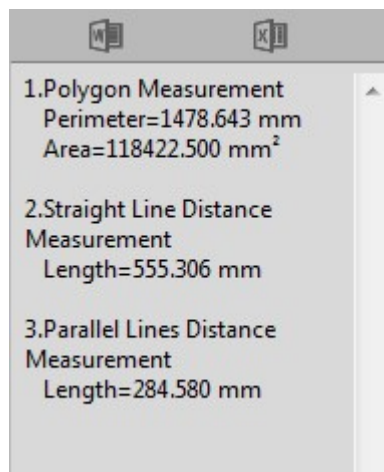 1.Polygon Measurement
Perimeter=1478.643 mm
Area=118422.500 mm²
2.Straight Line Distance
Measurement
Length=555.306 mm
3.Parallel Lines Distance
Measurement
Length=284.580 mm